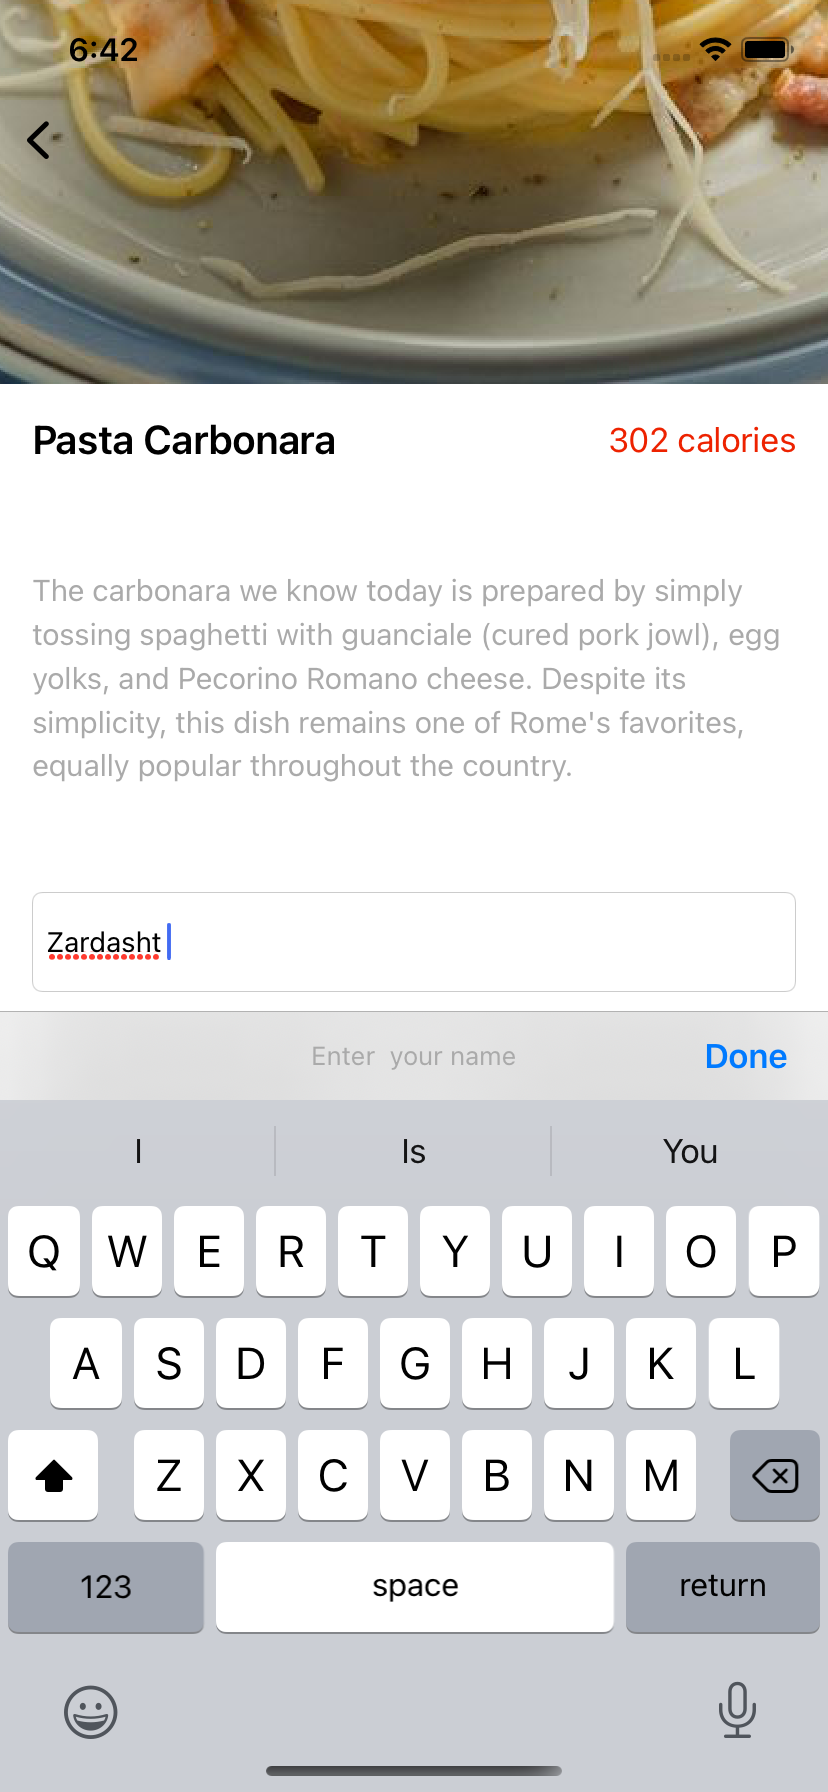 6:42
Pasta Carbonara
302 calories
The carbonara we know today is prepared by simply
tossing spaghetti with guanciale (cured pork jowl), egg
yolks, and Pecorino Romano cheese. Despite its
simplicity, this dish remains one of Rome's favorites,
equally popular throughout the country.
Zardasht
Enter  your name
Done
I Is You
Q W E R T Y U I O P
A S D F G H J K L
Z X C V B N M
123 space return